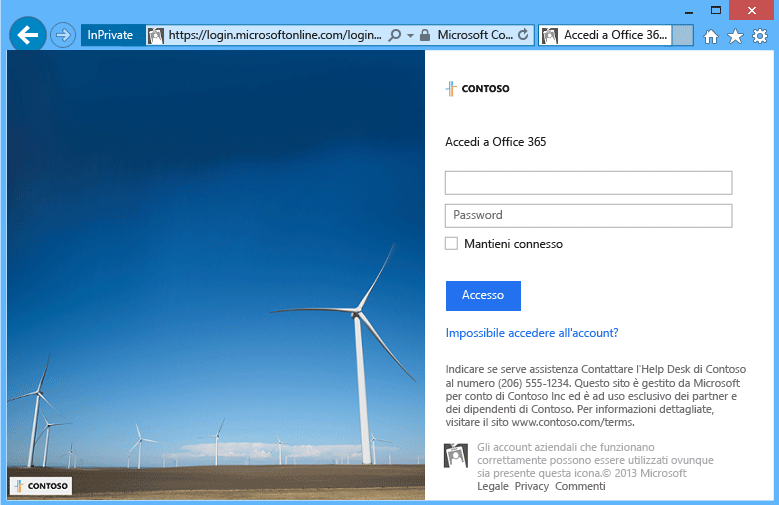 InPrivate
https://login.microsoftonline.com/login...
Microsoft Co...
Accedi a Office 36...
CONTOSO
Accedi a Office 365
Password
Mantieni connesso
Accesso
Impossibile accedere all'account?
Indicare se serve assistenza Contattare l'Help Desk di Contoso
al numero (206) 555-1234. Questo sito è gestito da Microsoft
per conto di Contoso Inc ed è ad uso esclusivo dei partner e
dei dipendenti di Contoso. Per informazioni dettagliate,
visitare il sito www.contoso.com/terms.
Gli account aziendali che funzionano
correttamente possono essere utilizzati ovunque
sia presente questa icona.© 2013 Microsoft
Legale Privacy Commenti
CONTOSO